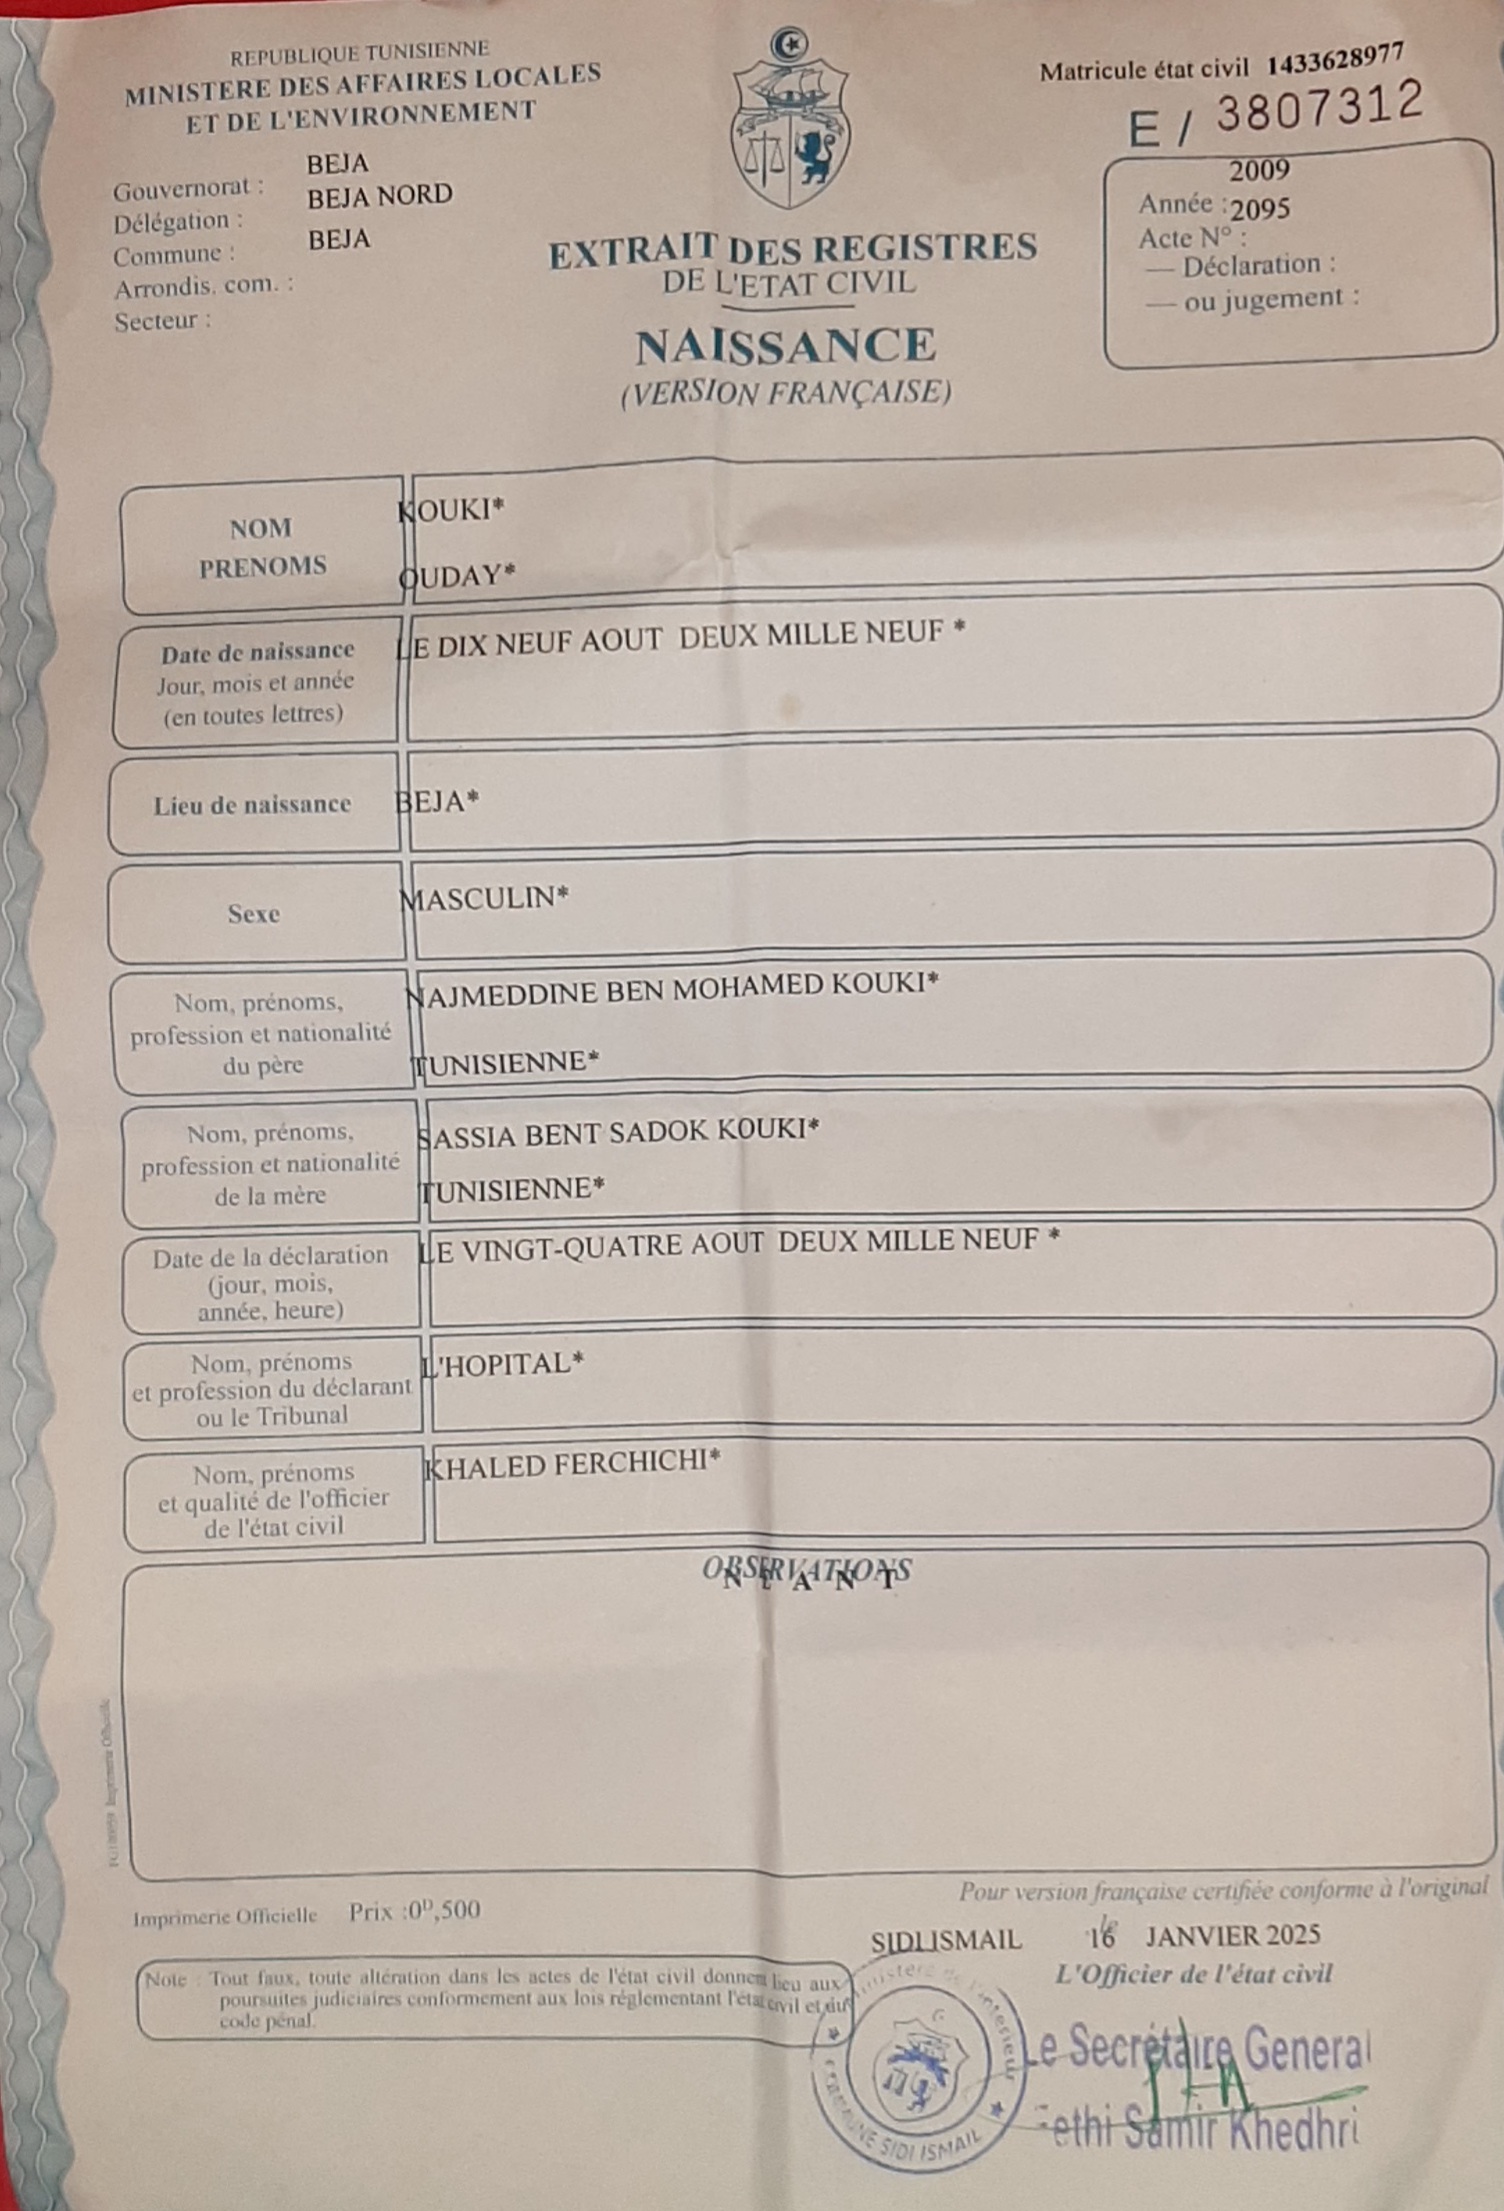 REPUBLIQUE TUNISIENNE
MINISTERE DES AFFAIRES LOCALES
ET DE L'ENVIRONNEMENT
Gouvernorat : BEJA
Délégation : BEJA NORD
Commune : BEJA
Arrondis. com. :
Secteur :
Matricule état civil 1433628977
E / 3807312
2009
Année : 2095
Acte N° :
— Déclaration :
— ou jugement :
EXTRAIT DES REGISTRES
DE L'ETAT CIVIL
NAISSANCE
(VERSION FRANÇAISE)
NOM
PRENOMS
KOUKI*
OUDAY*
Date de naissance
Jour, mois et année
(en toutes lettres)
LE DIX NEUF AOUT DEUX MILLE NEUF *
Lieu de naissance
BEJA*
Sexe
MASCULIN*
Nom, prénoms,
profession et nationalité
du père
NAJMEDDINE BEN MOHAMED KOUKI*
TUNISIENNE*
Nom, prénoms,
profession et nationalité
de la mère
SASSIA BENT SADOK KOUKI*
TUNISIENNE*
Date de la déclaration
(jour, mois,
année, heure)
LE VINGT-QUATRE AOUT DEUX MILLE NEUF *
Nom, prénoms
et profession du déclarant
ou le Tribunal
L'HOPITAL*
Nom, prénoms
et qualité de l'officier
de l'état civil
KHALED FERCHICHI*
OBSERVATIONS
N E A N T
Imprimerie Officielle
Pour version française certifiée conforme à l'original
Imprimerie Officielle Prix :0ᴰ,500
SIDI.ISMAIL le 16 JANVIER 2025
L'Officier de l'état civil
Note : Tout faux, toute altération dans les actes de l'état civil donnent lieu aux
poursuites judiciaires conformement aux lois réglementant l'état civil et du
code pénal.
Ministère de l'interieur
COMMUNE SIDI ISMAIL
Le Secrétaire General
Fethi Samir Khedhri